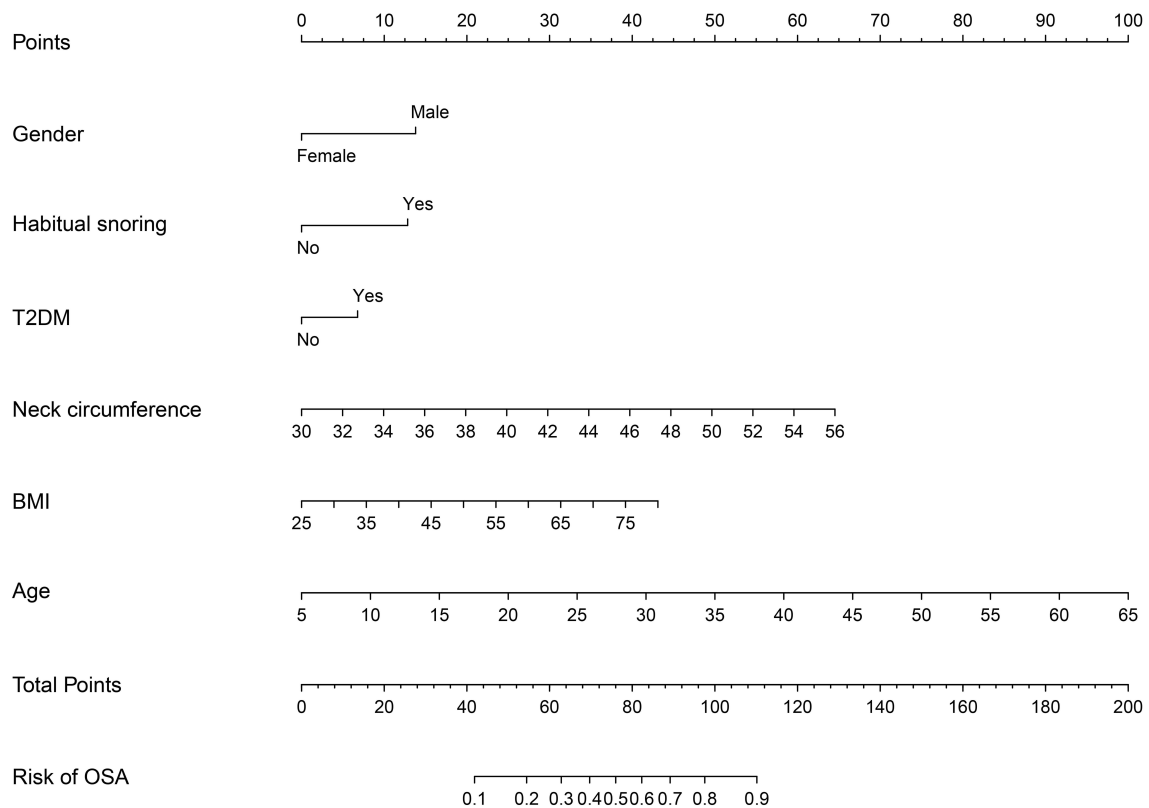 0 10 20 30 40 50 60 70 80 90 100
Points
Male
Gender
Female
Yes
Habitual snoring
No
Yes
T2DM
No
Neck circumference
30 32 34 36 38 40 42 44 46 48 50 52 54 56
BMI
25 35 45 55 65 75
Age
5 10 15 20 25 30 35 40 45 50 55 60 65
Total Points
0 20 40 60 80 100 120 140 160 180 200
Risk of OSA
0.1 0.2 0.3 0.4 0.5 0.6 0.7 0.8 0.9